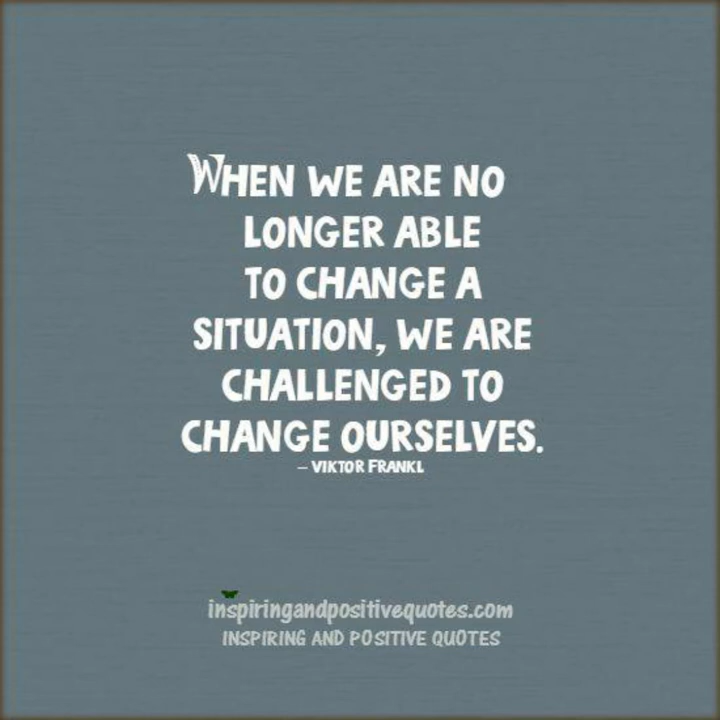 WHEN WE ARE NO
LONGER ABLE
TO CHANGE A
SITUATION, WE ARE
CHALLENGED TO
CHANGE OURSELVES.
– VIKTOR FRANKL
inspiringandpositivequotes.com
INSPIRING AND POSITIVE QUOTES